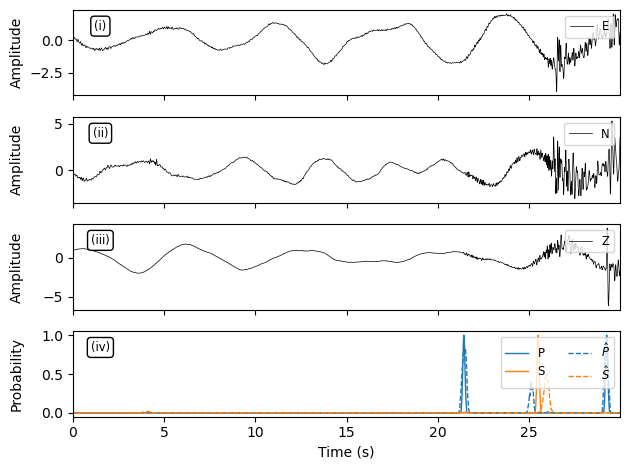 (i)
E
Amplitude
0.0
−2.5
(ii)
N
Amplitude
5
0
(iii)
Z
Amplitude
0
−5
(iv)
P
S
P̂
Ŝ
Probability
1.0
0.5
0.0
0 5 10 15 20 25
Time (s)